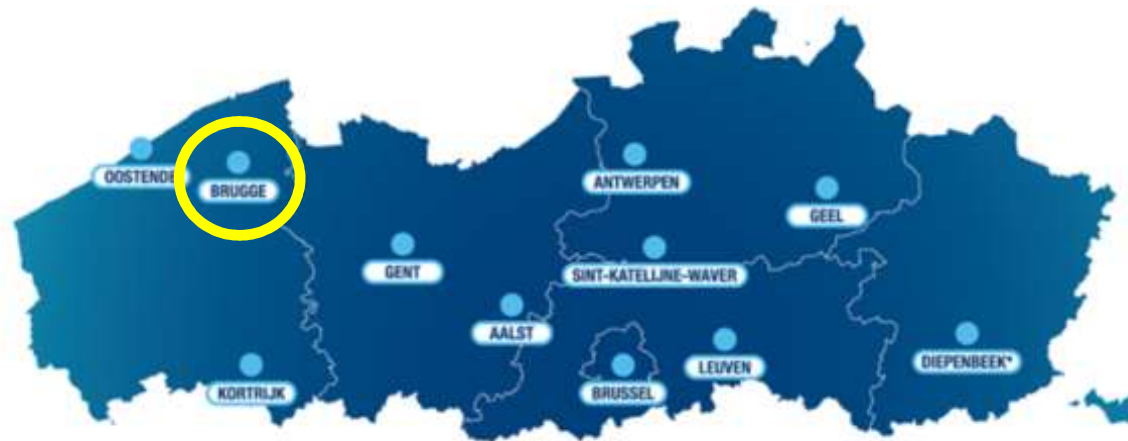 OOSTENDE
BRUGGE
ANTWERPEN
GEEL
GENT
SINT-KATELIJNE-WAVER
AALST
KORTRIJK
BRUSSEL
LEUVEN
DIEPENBEEK*